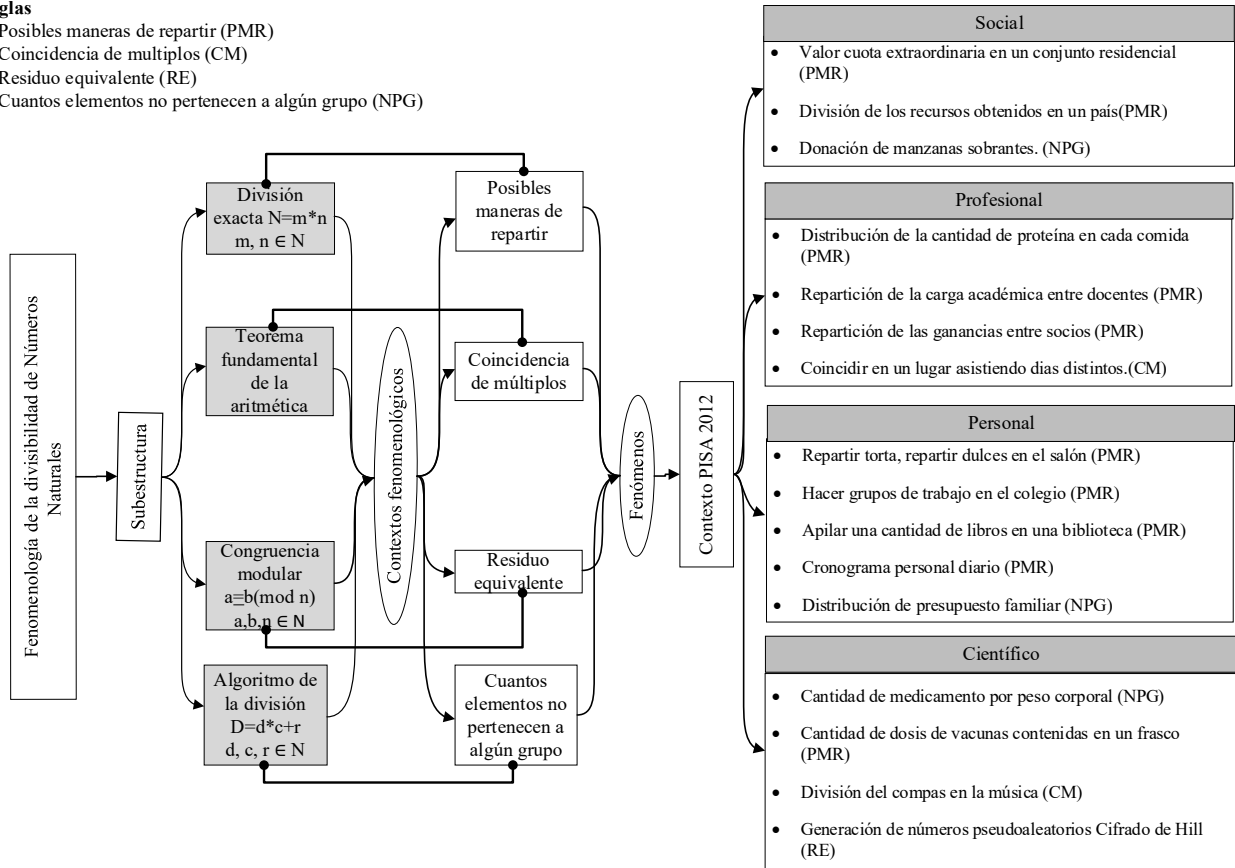 glas
Posibles maneras de repartir (PMR)
Coincidencia de multiplos (CM)
Residuo equivalente (RE)
Cuantos elementos no pertenecen a algún grupo (NPG)
Fenomenología de la divisibilidad de Números
Naturales
Subestructura
División
exacta N=m*n
m, n ∈ N
Teorema
fundamental
de la
aritmética
Congruencia
modular
a≡b(mod n)
a,b,n ∈ N
Algoritmo de
la división
D=d*c+r
d, c, r ∈ N
Contextos fenomenológicos
Posibles
maneras de
repartir
Coincidencia
de múltiplos
Residuo
equivalente
Cuantos
elementos no
pertenecen a
algún grupo
Fenómenos
Contexto PISA 2012
Social
• Valor cuota extraordinaria en un conjunto residencial
(PMR)
• División de los recursos obtenidos en un país(PMR)
• Donación de manzanas sobrantes. (NPG)
Profesional
• Distribución de la cantidad de proteína en cada comida
(PMR)
• Repartición de la carga académica entre docentes (PMR)
• Repartición de las ganancias entre socios (PMR)
• Coincidir en un lugar asistiendo dias distintos.(CM)
Personal
• Repartir torta, repartir dulces en el salón (PMR)
• Hacer grupos de trabajo en el colegio (PMR)
• Apilar una cantidad de libros en una biblioteca (PMR)
• Cronograma personal diario (PMR)
• Distribución de presupuesto familiar (NPG)
Científico
• Cantidad de medicamento por peso corporal (NPG)
• Cantidad de dosis de vacunas contenidas en un frasco
(PMR)
• División del compas en la música (CM)
• Generación de números pseudoaleatorios Cifrado de Hill
(RE)